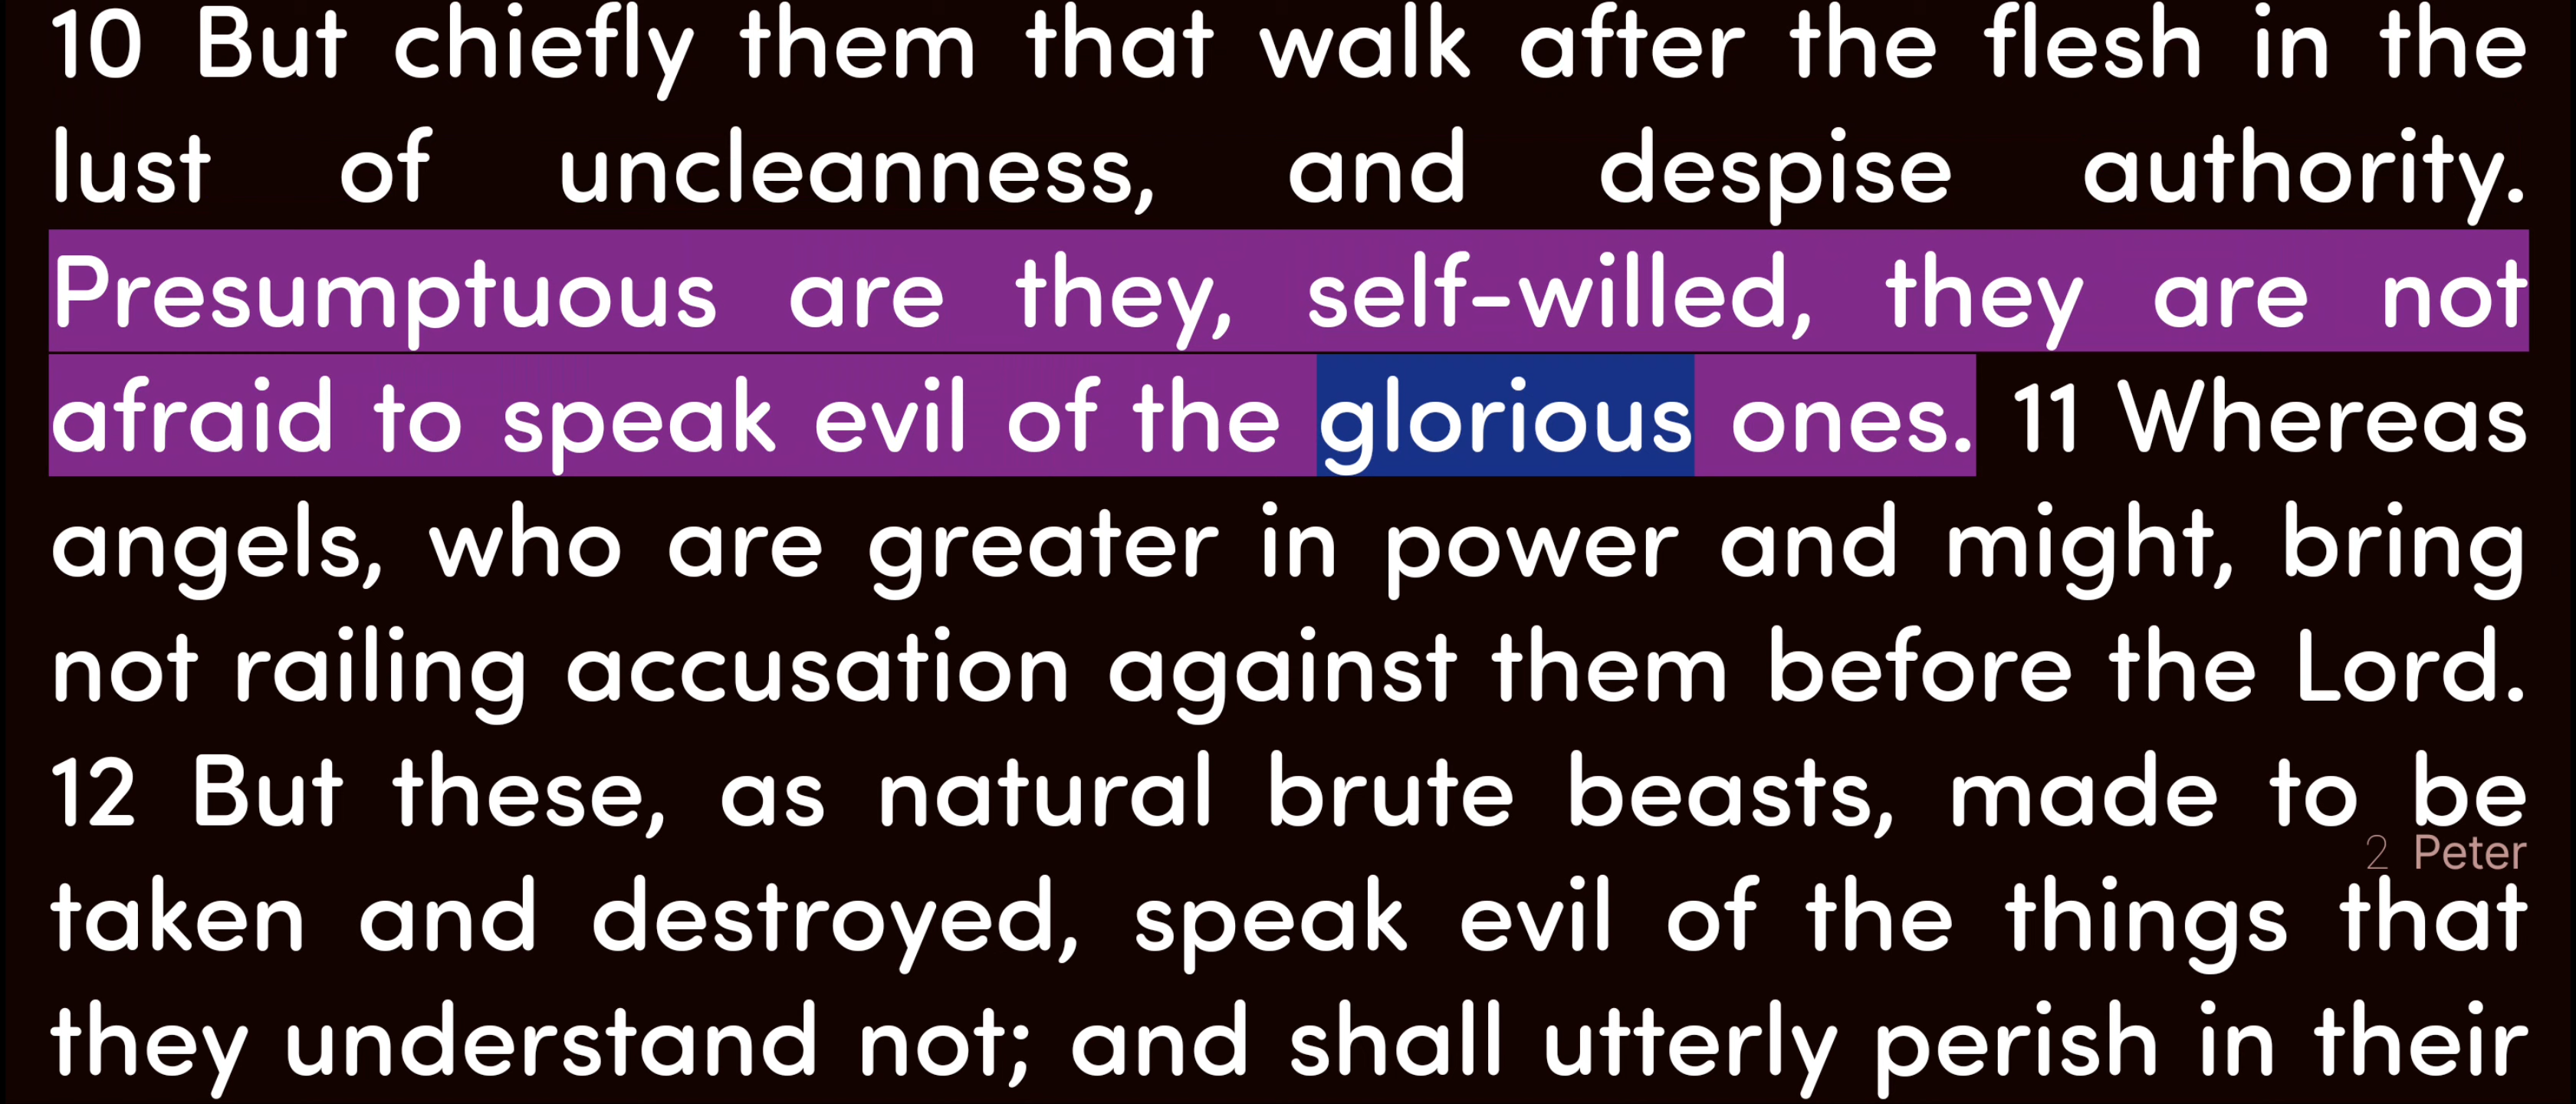 10 But chiefly them that walk after the flesh in the
lust of uncleanness, and despise authority.
Presumptuous are they, self-willed, they are not
afraid to speak evil of the glorious ones. 11 Whereas
angels, who are greater in power and might, bring
not railing accusation against them before the Lord.
12 But these, as natural brute beasts, made to be
2 Peter
taken and destroyed, speak evil of the things that
they understand not; and shall utterly perish in their